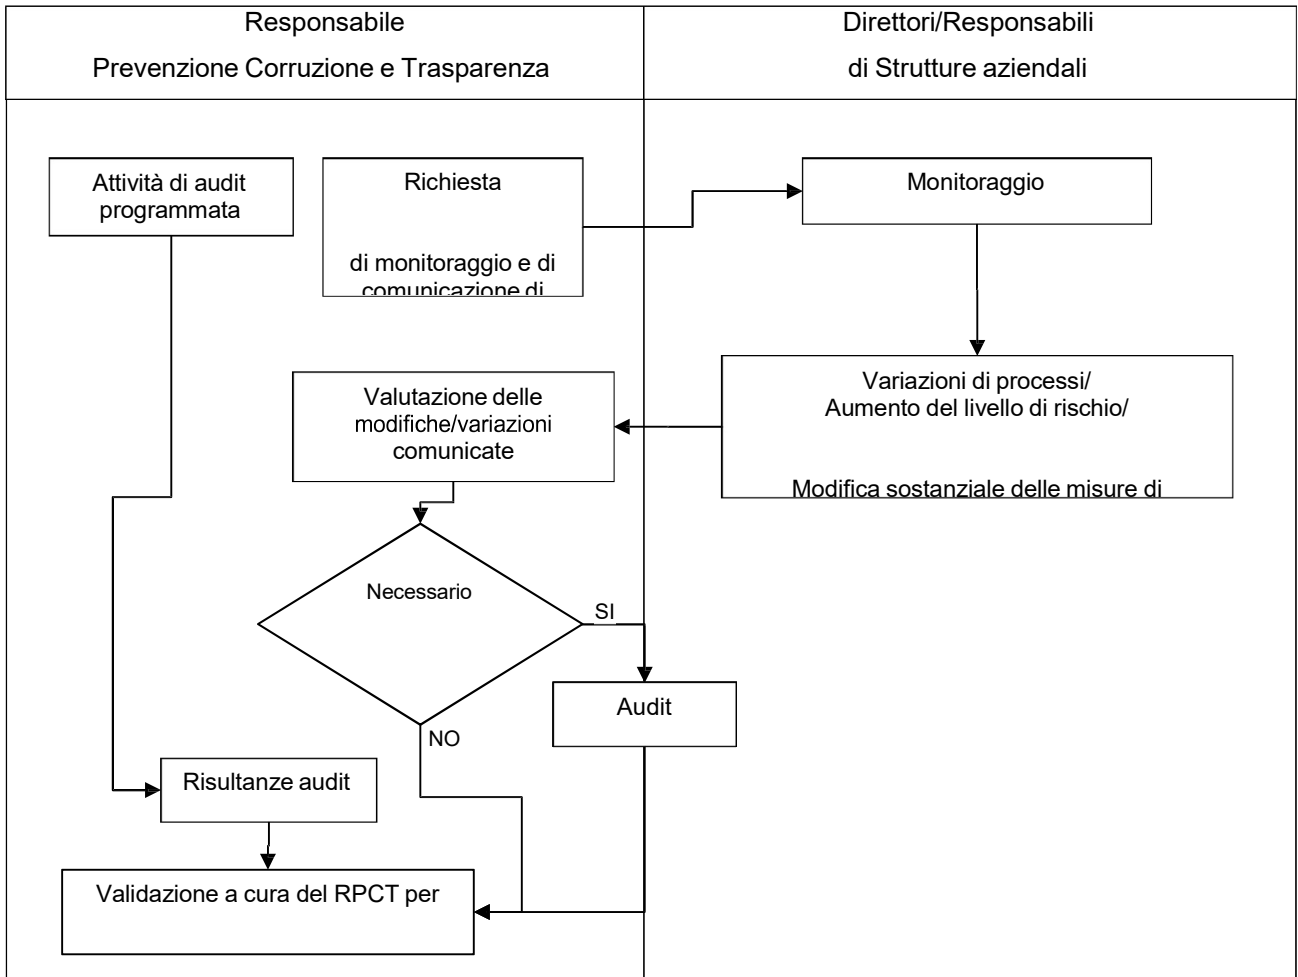 Responsabile
Prevenzione Corruzione e Trasparenza
Direttori/Responsabili
di Strutture aziendali
Attività di audit
programmata
Richiesta
di monitoraggio e di
comunicazione di
Monitoraggio
Variazioni di processi/
Aumento del livello di rischio/
Modifica sostanziale delle misure di
Valutazione delle
modifiche/variazioni
comunicate
Necessario
SI
Audit
NO
Risultanze audit
Validazione a cura del RPCT per